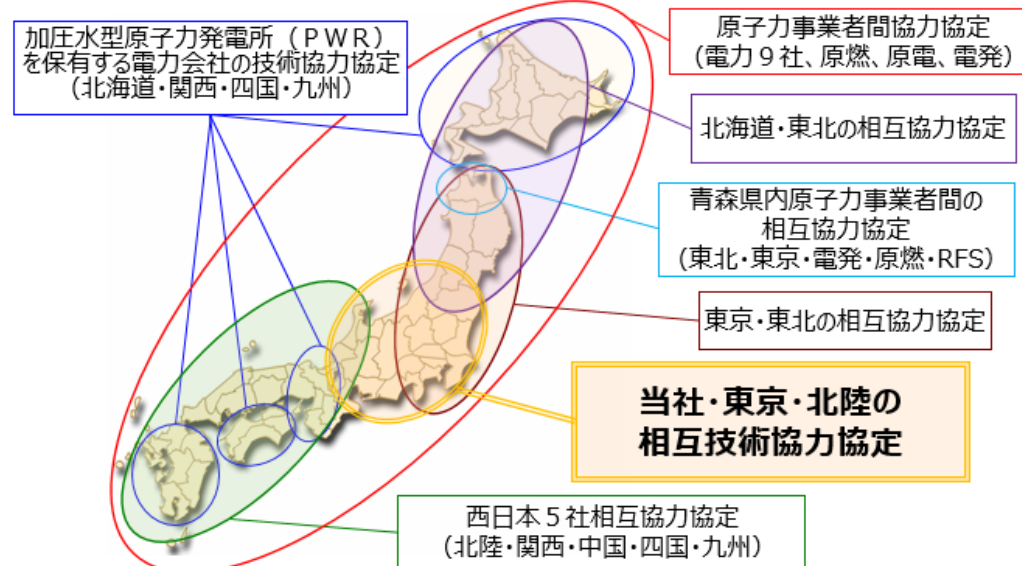 加圧水型原子力発電所（ＰＷＲ）
を保有する電力会社の技術協力協定
（北海道・関西・四国・九州）
原子力事業者間協力協定
（電力９社、原燃、原電、電発）
北海道・東北の相互協力協定
青森県内原子力事業者間の
相互協力協定
（東北・東京・電発・原燃・RFS）
東京・東北の相互協力協定
当社・東京・北陸の
相互技術協力協定
西日本５社相互協力協定
（北陸・関西・中国・四国・九州）